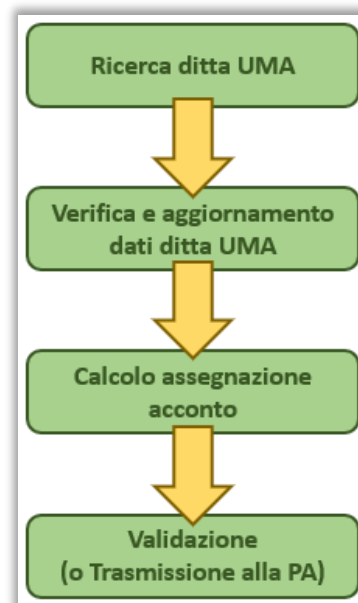 Ricerca ditta UMA
Verifica e aggiornamento
dati ditta UMA
Calcolo assegnazione
acconto
Validazione
(o Trasmissione alla PA)